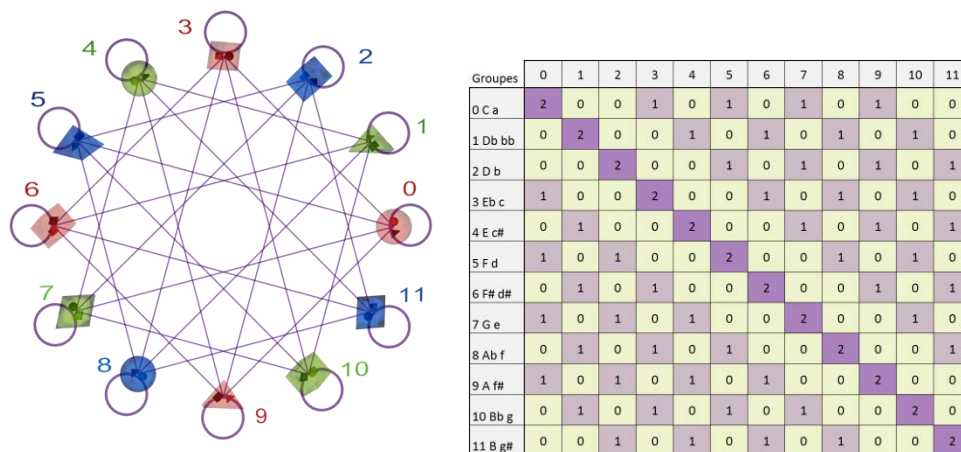 3
4
2
5
1
6
0
7
11
8
10
9
Groupes 0 1 2 3 4 5 6 7 8 9 10 11
0 C a 2 0 0 1 0 1 0 1 0 1 0 0
1 Db bb 0 2 0 0 1 0 1 0 1 0 1 0
2 D b 0 0 2 0 0 1 0 1 0 1 0 1
3 Eb c 1 0 0 2 0 0 1 0 1 0 1 0
4 E c# 0 1 0 0 2 0 0 1 0 1 0 1
5 F d 1 0 1 0 0 2 0 0 1 0 1 0
6 F# d# 0 1 0 1 0 0 2 0 0 1 0 1
7 G e 1 0 1 0 1 0 0 2 0 0 1 0
8 Ab f 0 1 0 1 0 1 0 0 2 0 0 1
9 A f# 1 0 1 0 1 0 1 0 0 2 0 0
10 Bb g 0 1 0 1 0 1 0 1 0 0 2 0
11 B g# 0 0 1 0 1 0 1 0 1 0 0 2